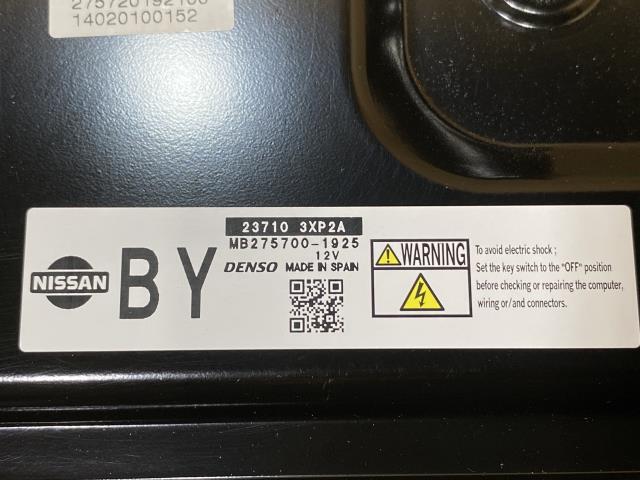 14020100152
23710 3XP2A
MB275700-1925
12V
DENSO MADE IN SPAIN
NISSAN
BY
WARNING
To avoid electric shock ;
Set the key switch to the "OFF" position
before checking or repairing the computer,
wiring or/and connectors.